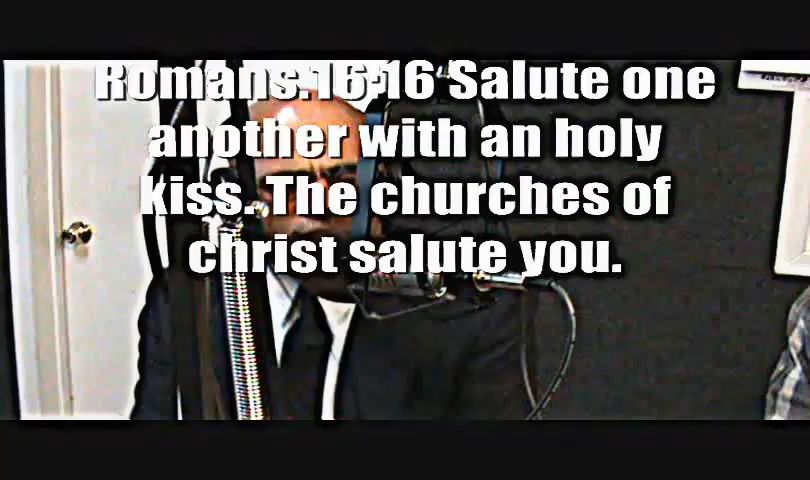 Romans.16:16 Salute one
another with an holy
kiss. The churches of
christ salute you.